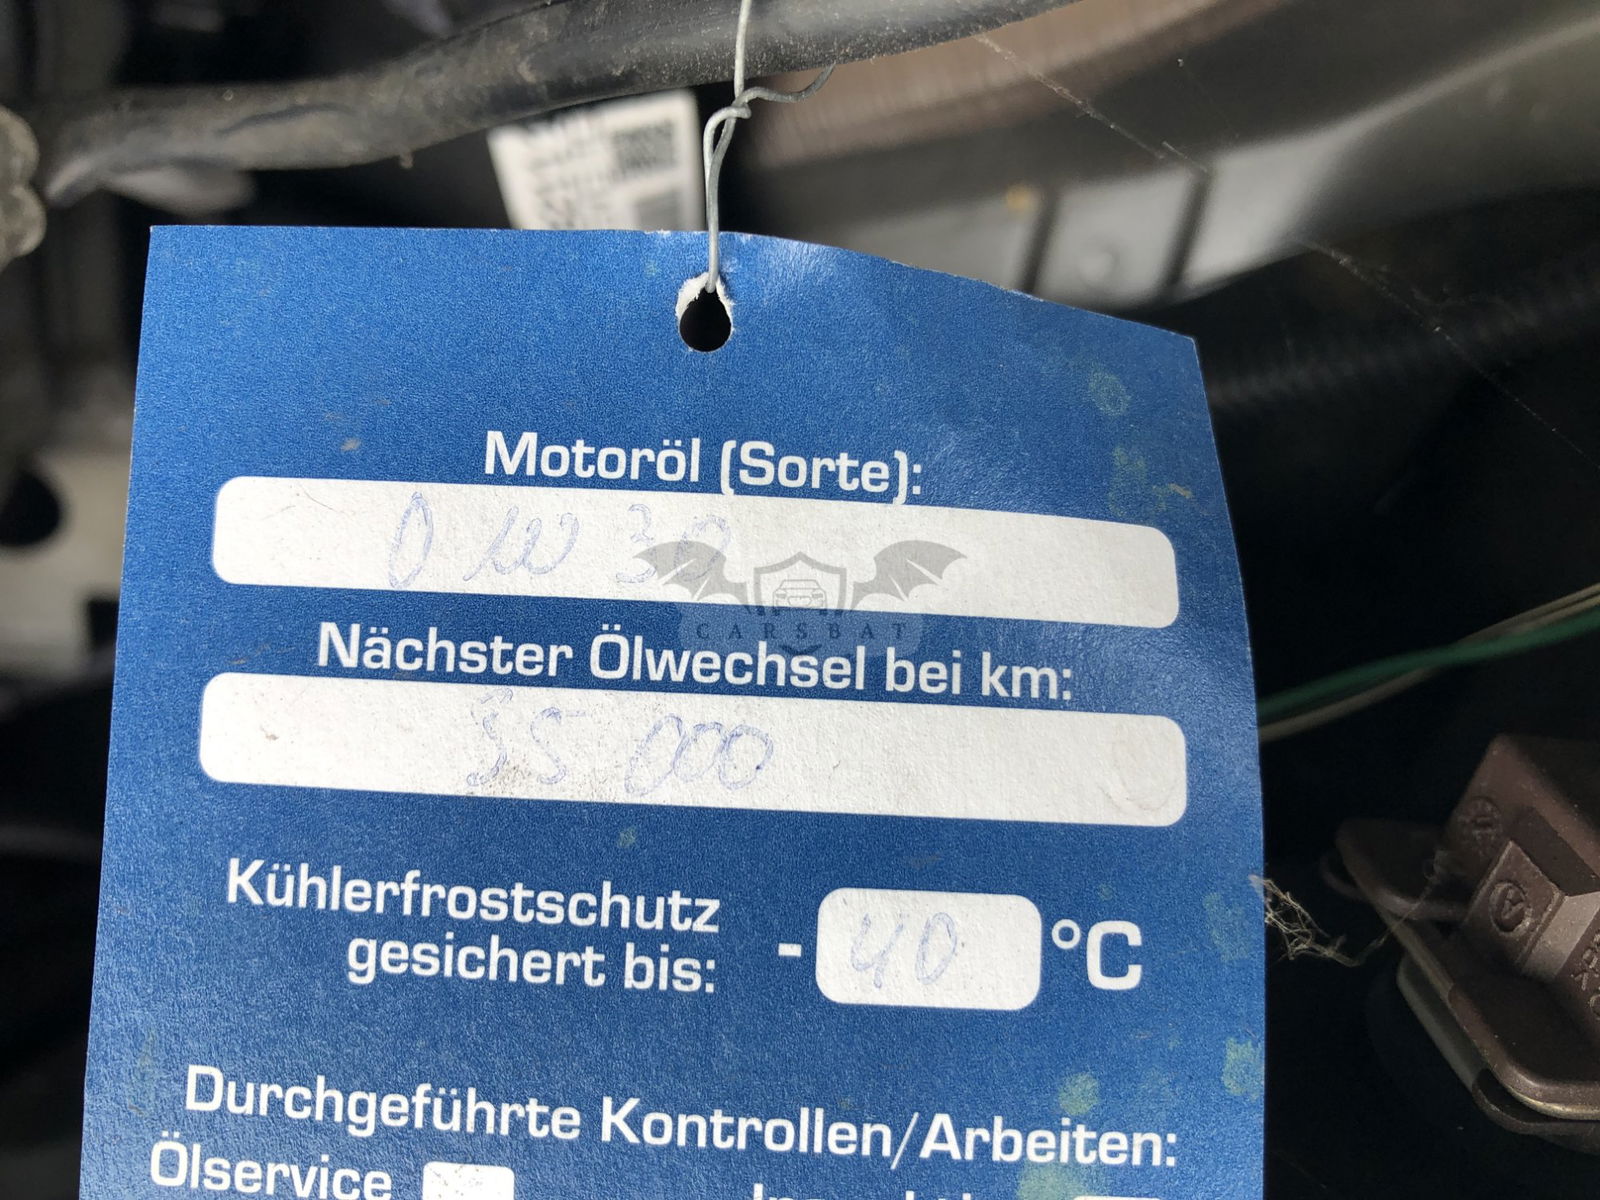 Motoröl (Sorte):
0 W 30
CARSBAT
Nächster Ölwechsel bei km:
35 000
Kühlerfrostschutz
gesichert bis: - 40 °C
Durchgeführte Kontrollen/Arbeiten:
Ölservice